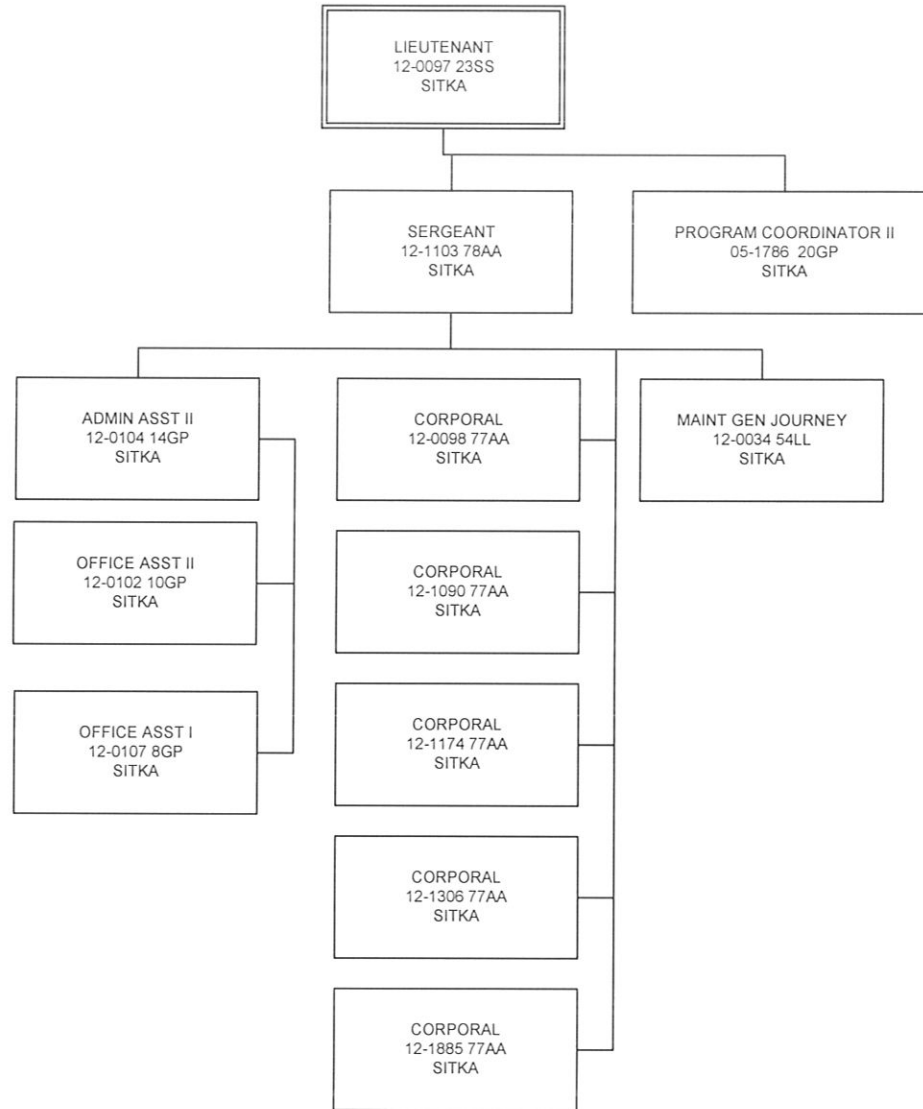 LIEUTENANT
12-0097 23SS
SITKA
SERGEANT
12-1103 78AA
SITKA
PROGRAM COORDINATOR II
05-1786 20GP
SITKA
ADMIN ASST II
12-0104 14GP
SITKA
OFFICE ASST II
12-0102 10GP
SITKA
OFFICE ASST I
12-0107 8GP
SITKA
CORPORAL
12-0098 77AA
SITKA
CORPORAL
12-1090 77AA
SITKA
CORPORAL
12-1174 77AA
SITKA
CORPORAL
12-1306 77AA
SITKA
CORPORAL
12-1885 77AA
SITKA
MAINT GEN JOURNEY
12-0034 54LL
SITKA